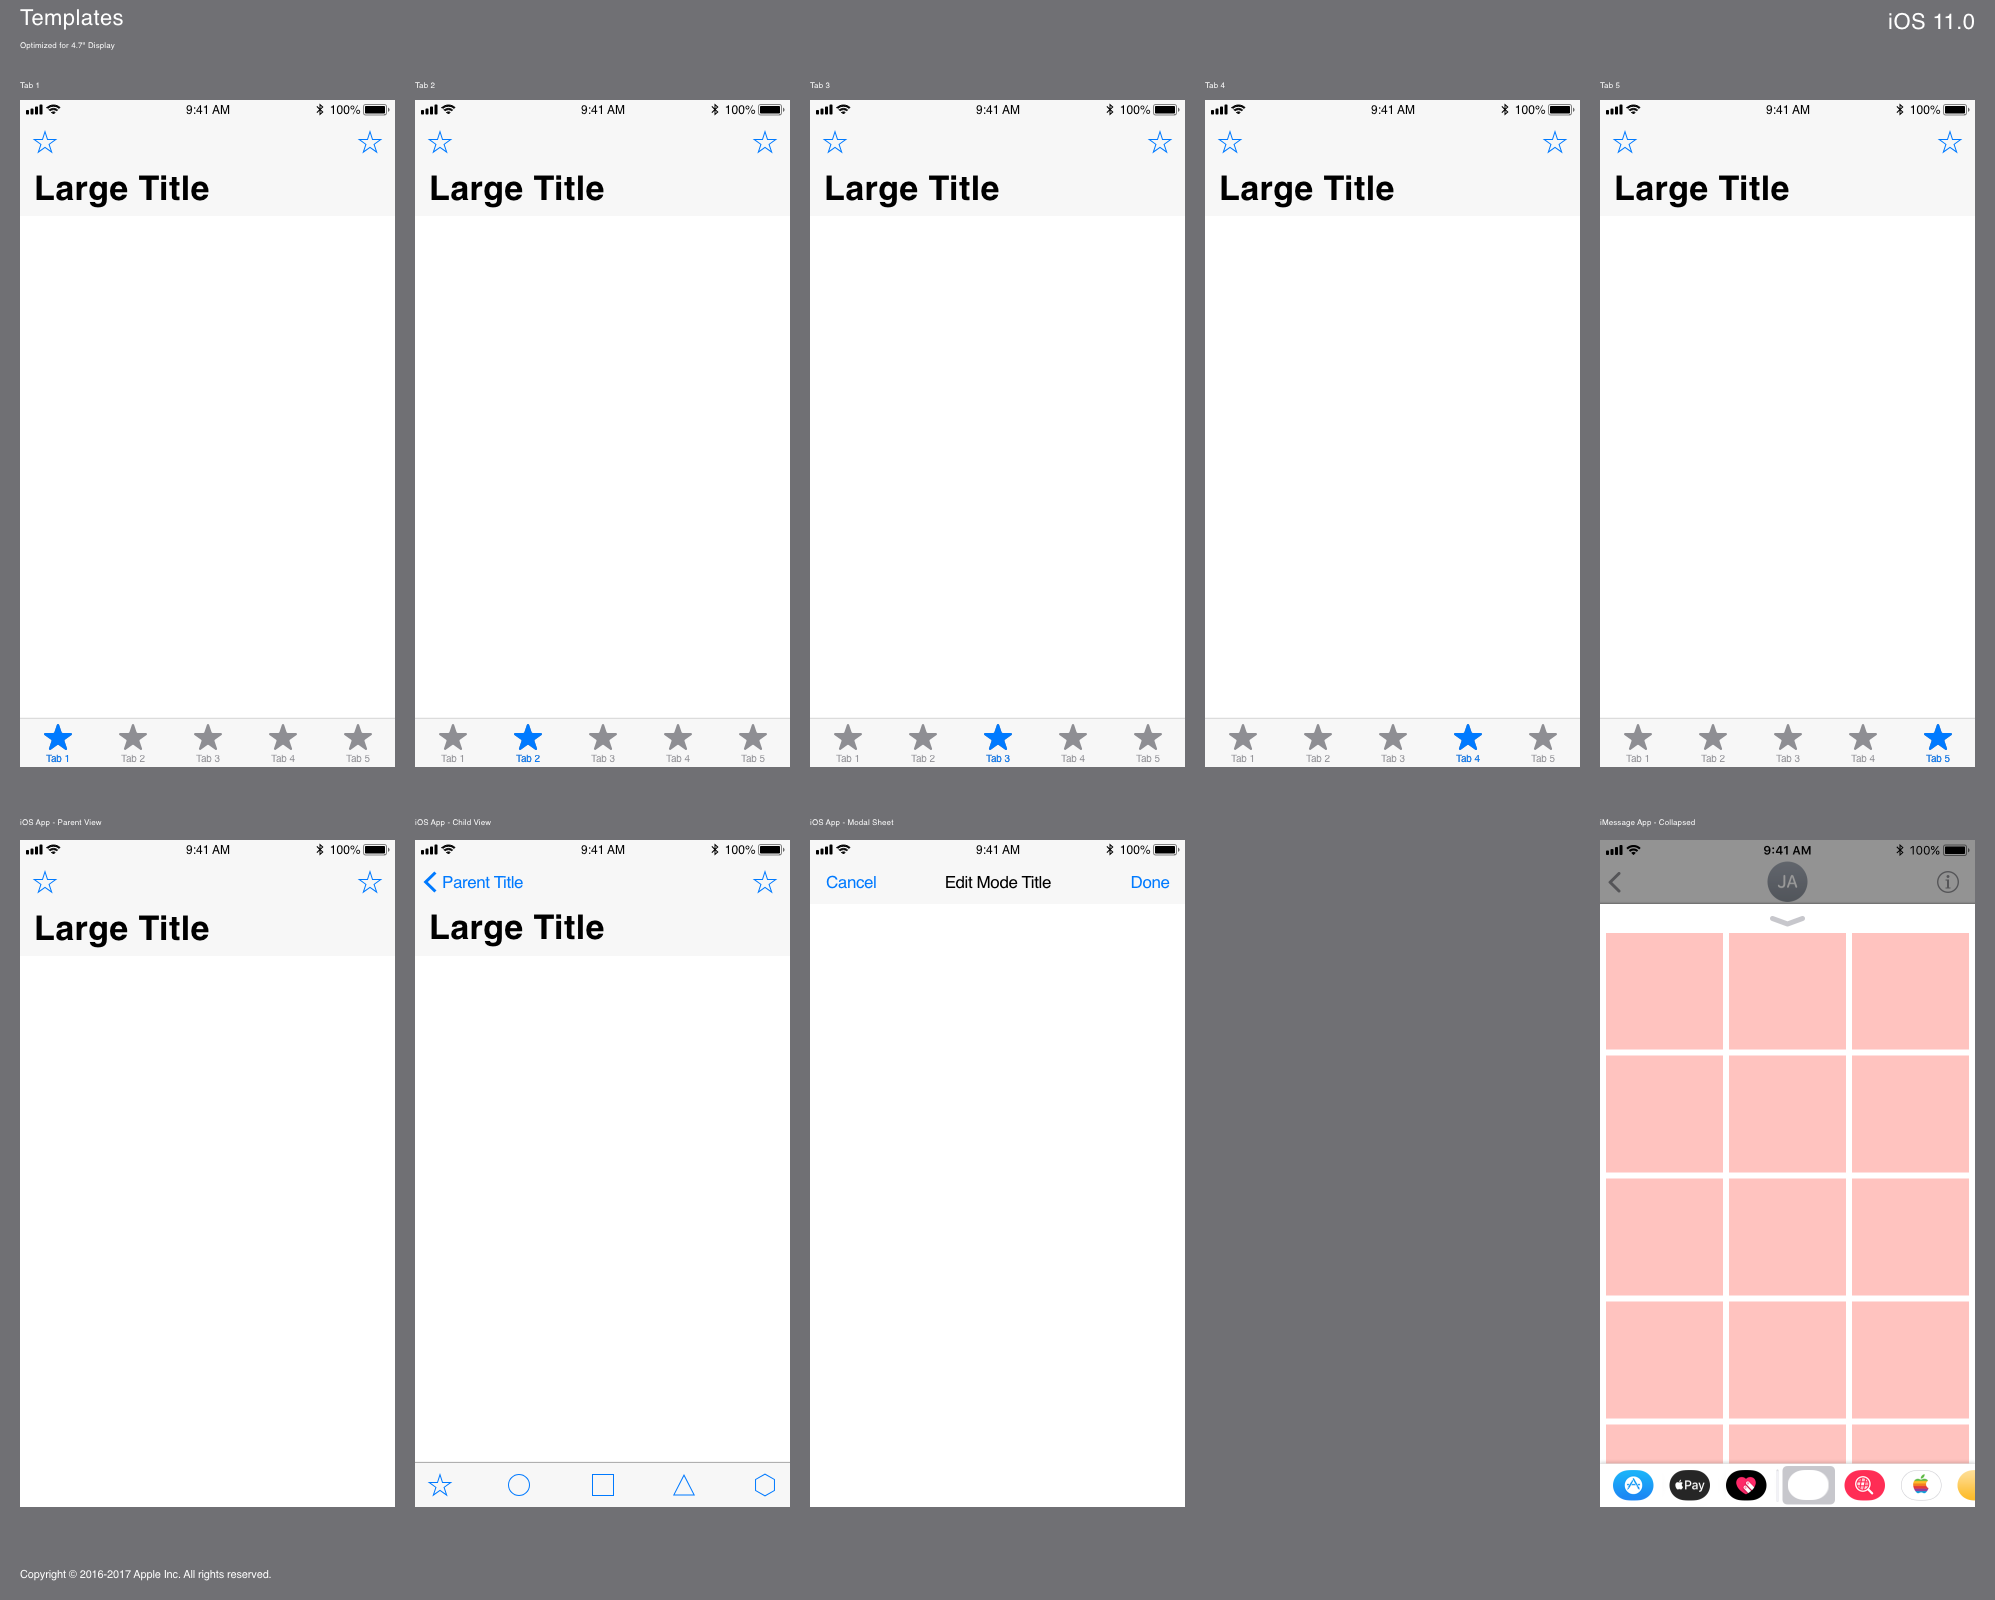 Templates
iOS 11.0
Optimized for 4.7" Display
Tab 1
Tab 2
Tab 3
Tab 4
Tab 5
9:41 AM 100%
9:41 AM 100%
9:41 AM 100%
9:41 AM 100%
9:41 AM 100%
Large Title
Large Title
Large Title
Large Title
Large Title
Tab 1 Tab 2 Tab 3 Tab 4 Tab 5
Tab 1 Tab 2 Tab 3 Tab 4 Tab 5
Tab 1 Tab 2 Tab 3 Tab 4 Tab 5
Tab 1 Tab 2 Tab 3 Tab 4 Tab 5
Tab 1 Tab 2 Tab 3 Tab 4 Tab 5
iOS App - Parent View
iOS App - Child View
iOS App - Modal Sheet
iMessage App - Collapsed
9:41 AM 100%
9:41 AM 100%
9:41 AM 100%
9:41 AM 100%
Parent Title
Cancel Edit Mode Title Done
JA
Large Title
Large Title
Pay
Copyright © 2016-2017 Apple Inc. All rights reserved.